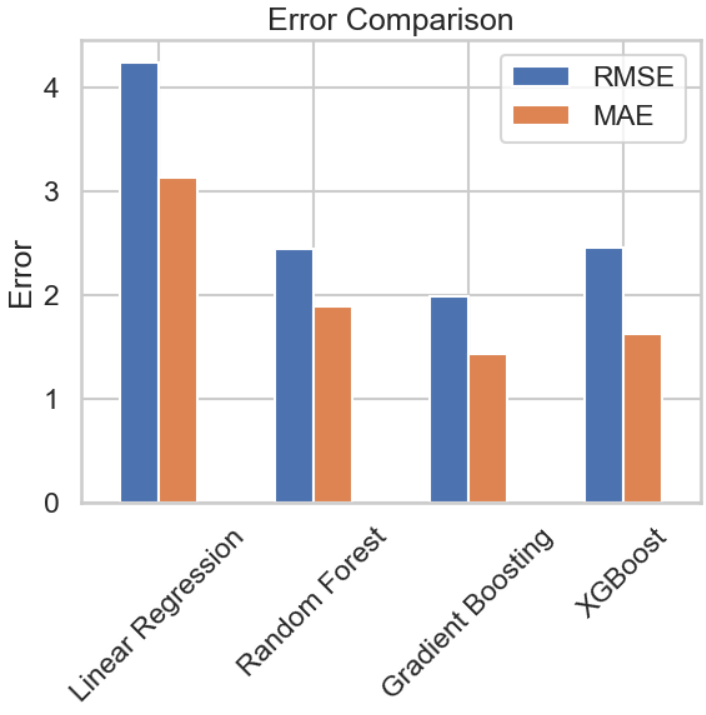 Error Comparison
RMSE
MAE
Error
4
3
2
1
0
Linear Regression
Random Forest
Gradient Boosting
XGBoost